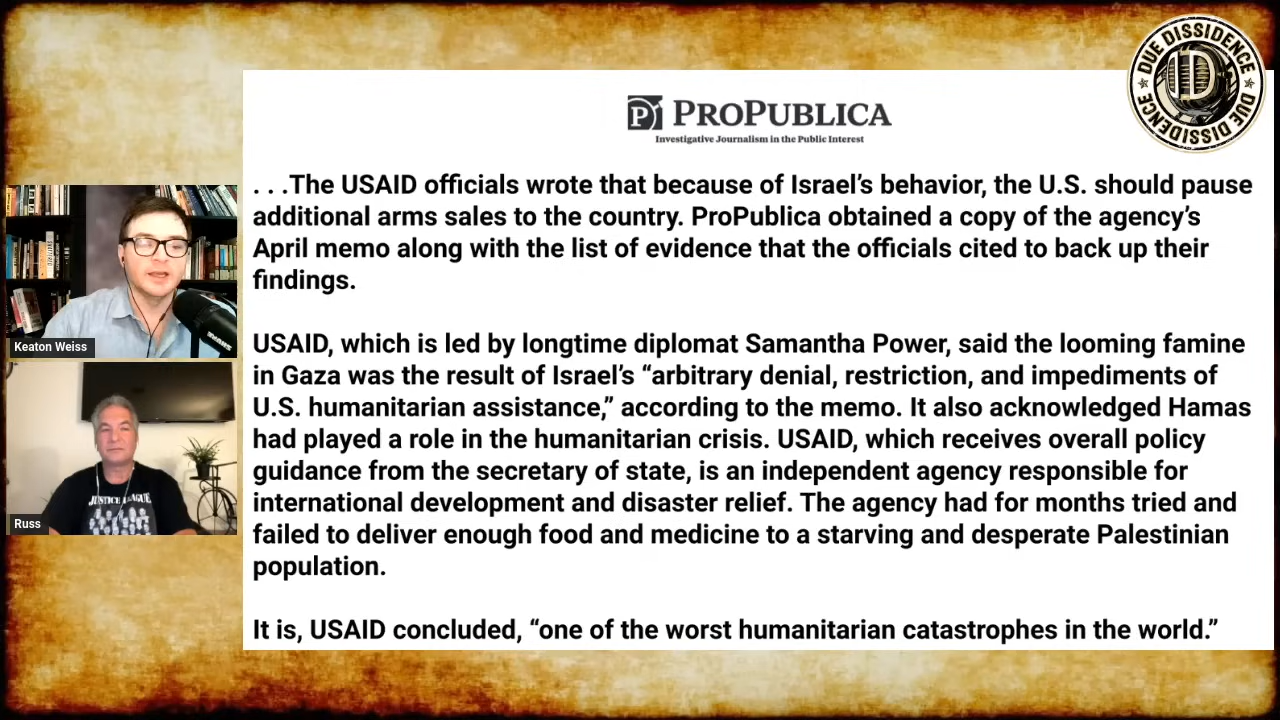 DUE DISSIDENCE
DUE DISSIDENCE
D
P
PROPUBLICA
Investigative Journalism in the Public Interest
. . .The USAID officials wrote that because of Israel’s behavior, the U.S. should pause
additional arms sales to the country. ProPublica obtained a copy of the agency’s
April memo along with the list of evidence that the officials cited to back up their
findings.
USAID, which is led by longtime diplomat Samantha Power, said the looming famine
in Gaza was the result of Israel’s “arbitrary denial, restriction, and impediments of
U.S. humanitarian assistance,” according to the memo. It also acknowledged Hamas
had played a role in the humanitarian crisis. USAID, which receives overall policy
guidance from the secretary of state, is an independent agency responsible for
international development and disaster relief. The agency had for months tried and
failed to deliver enough food and medicine to a starving and desperate Palestinian
population.
It is, USAID concluded, “one of the worst humanitarian catastrophes in the world.”
Keaton Weiss
JUSTICE LEAGUE
Russ